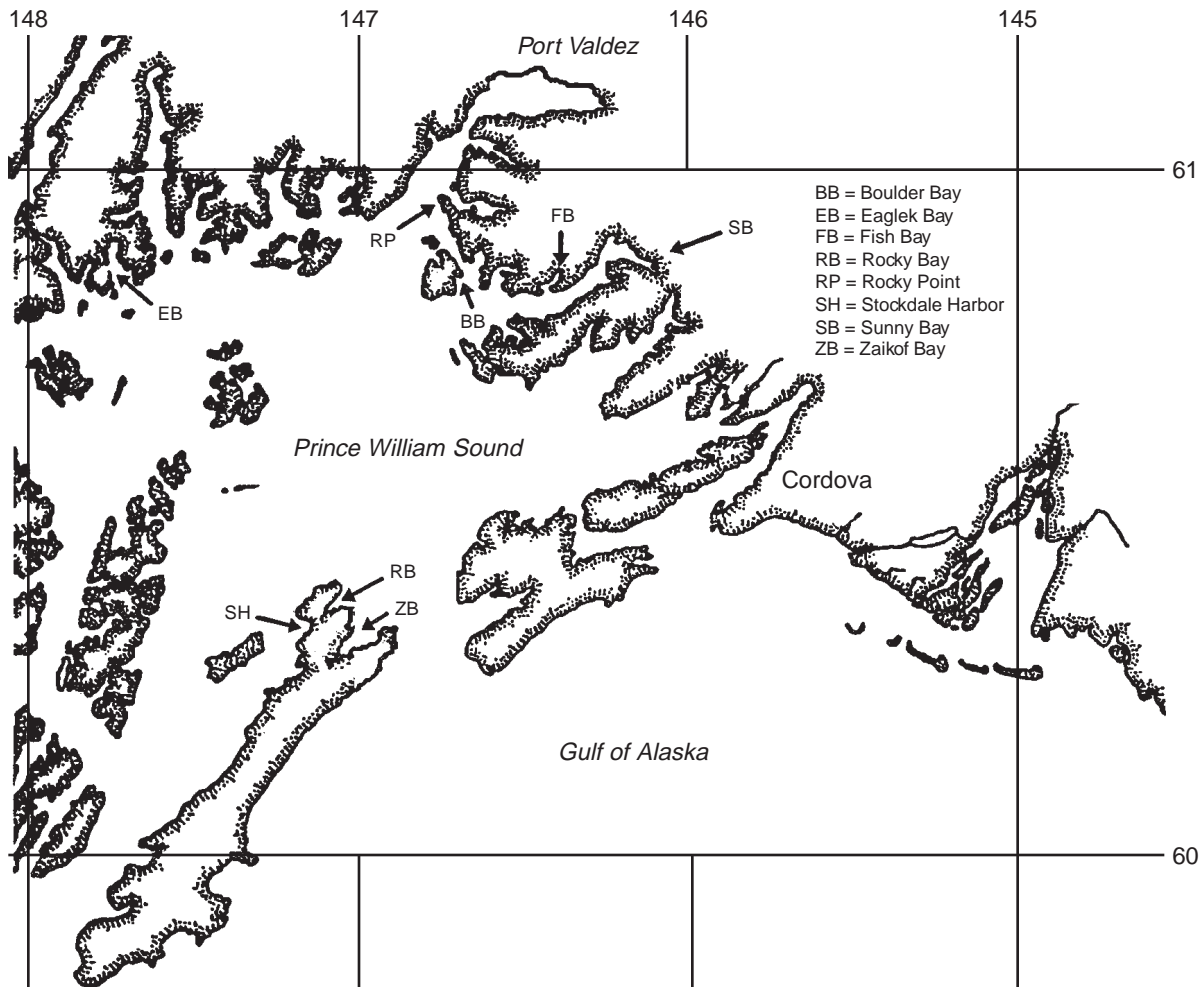 148 147 146 145
Port Valdez
61
BB = Boulder Bay
EB = Eaglek Bay
FB = Fish Bay
RB = Rocky Bay
RP = Rocky Point
SH = Stockdale Harbor
SB = Sunny Bay
ZB = Zaikof Bay
FB
SB
RP
EB
BB
Prince William Sound
Cordova
RB
SH
ZB
Gulf of Alaska
60